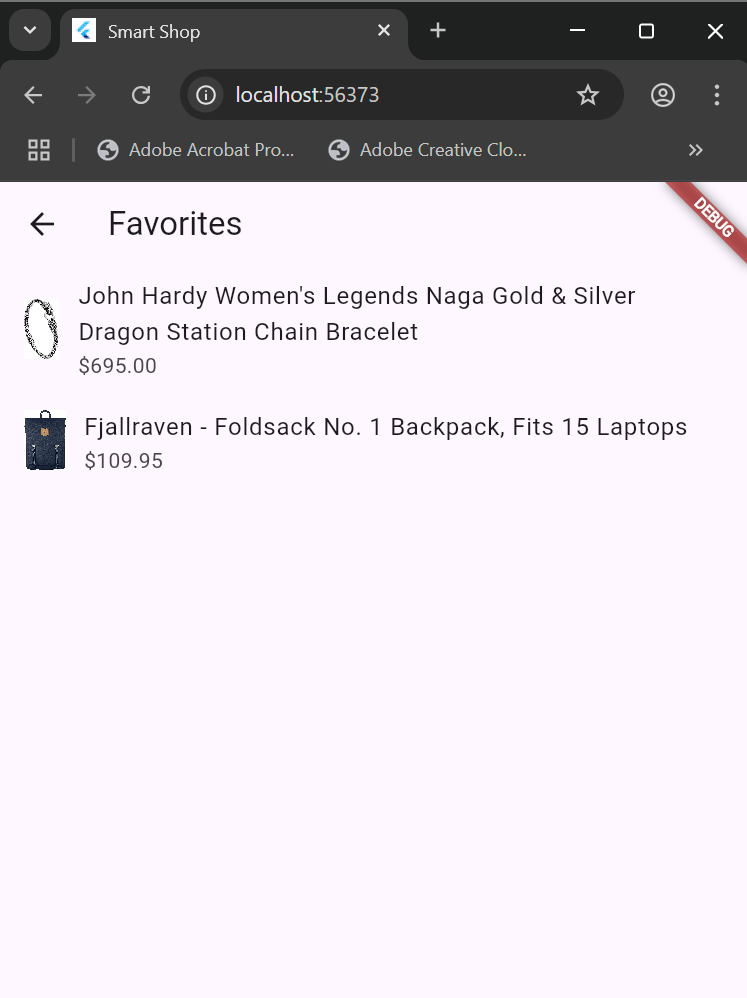 Smart Shop
localhost:56373
Adobe Acrobat Pro...
Adobe Creative Clo...
DEBUG
Favorites
John Hardy Women's Legends Naga Gold & Silver
Dragon Station Chain Bracelet
$695.00
Fjallraven - Foldsack No. 1 Backpack, Fits 15 Laptops
$109.95